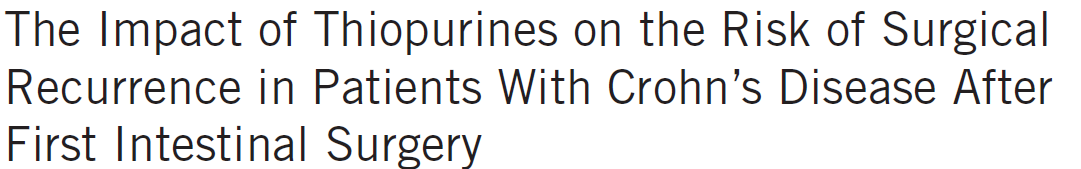 The Impact of Thiopurines on the Risk of Surgical
Recurrence in Patients With Crohn’s Disease After
First Intestinal Surgery